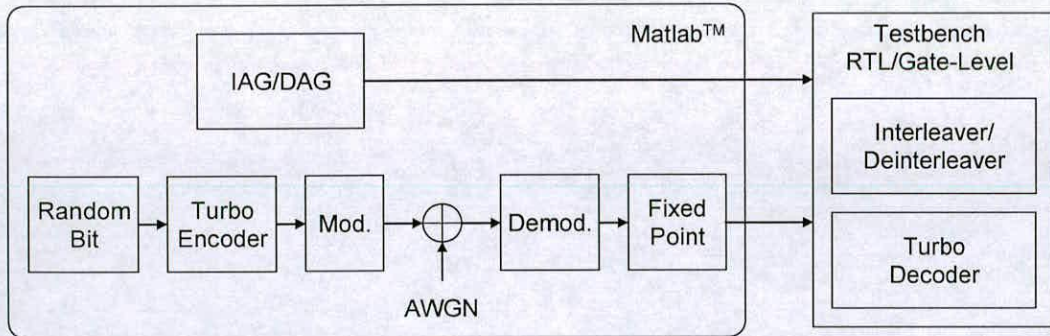 Matlab™
IAG/DAG
Random
Bit
Turbo
Encoder
Mod.
AWGN
Demod.
Fixed
Point
Testbench
RTL/Gate-Level
Interleaver/
Deinterleaver
Turbo
Decoder